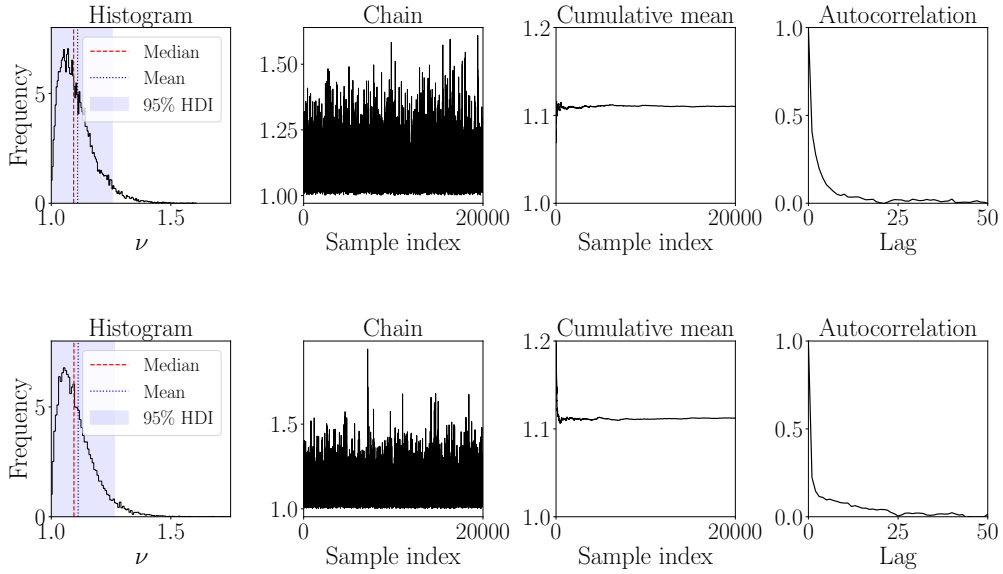 Histogram
Chain
Cumulative mean
Autocorrelation
Frequency
5
0
1.0
1.5
ν
Median
Mean
95% HDI
1.50
1.25
1.00
0
20000
Sample index
1.2
1.1
1.0
0
20000
Sample index
1.0
0.5
0.0
0
25
50
Lag
Histogram
Chain
Cumulative mean
Autocorrelation
Frequency
5
0
1.0
1.5
ν
Median
Mean
95% HDI
1.5
1.0
0
20000
Sample index
1.2
1.1
1.0
0
20000
Sample index
1.0
0.5
0.0
0
25
50
Lag